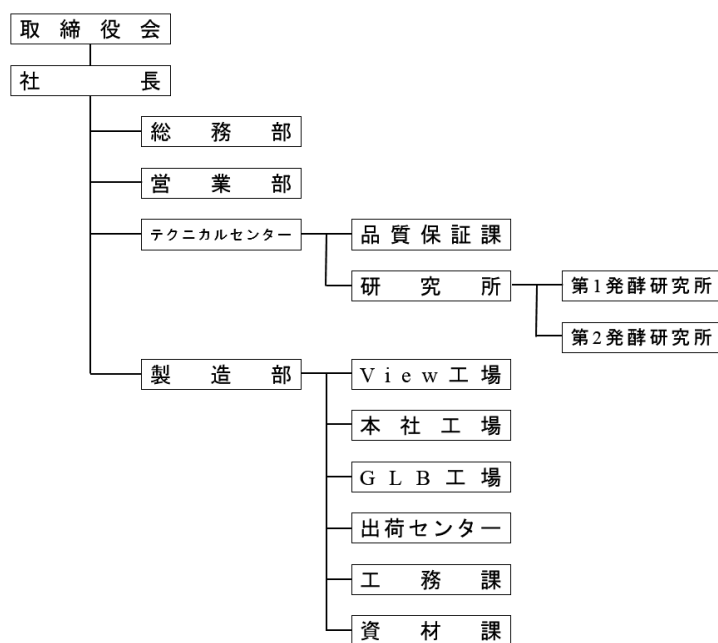 取締役会
社長
総務部
営業部
テクニカルセンター
品質保証課
研究所
第1発酵研究所
第2発酵研究所
製造部
View工場
本社工場
GLB工場
出荷センター
工務課
資材課